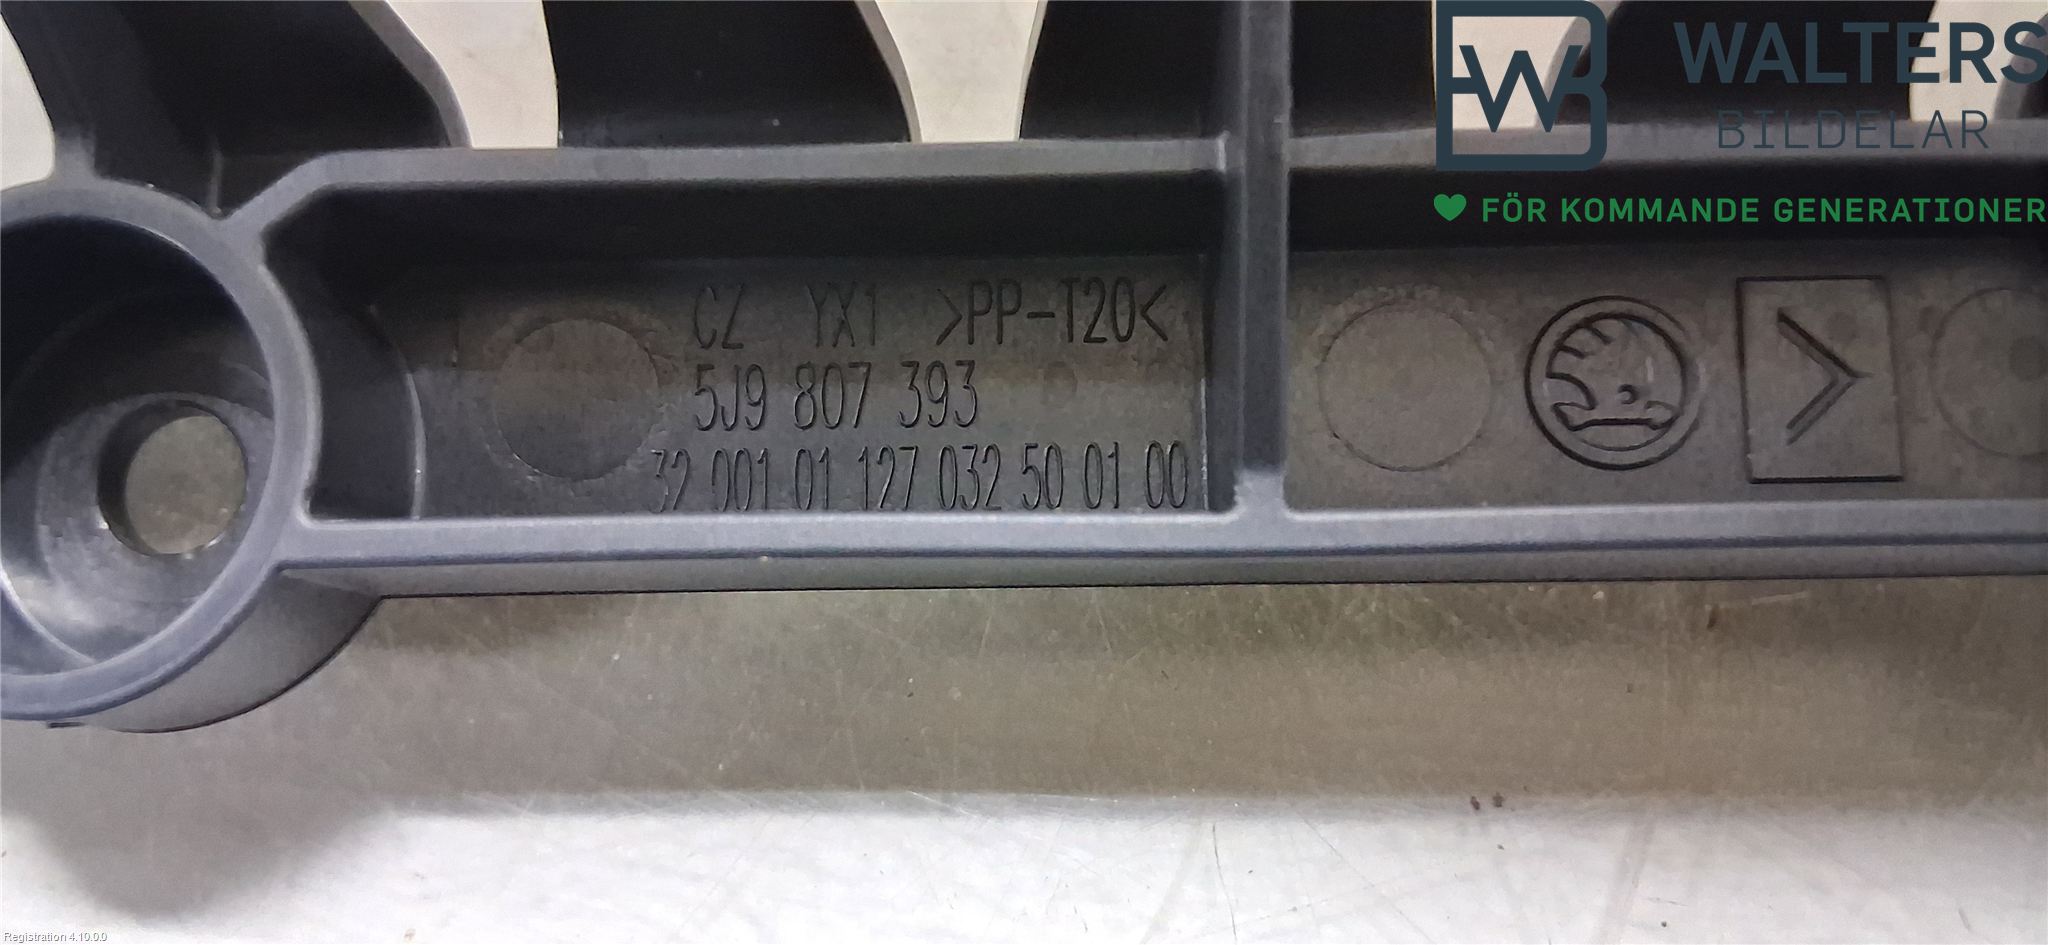 WALTERS
BILDELAR
FÖR KOMMANDE GENERATIONER
CZ YX1 >PP-T20<
5J9 807 393
32 001 01 127 032 50 01 00
Registration 4.10.0.0